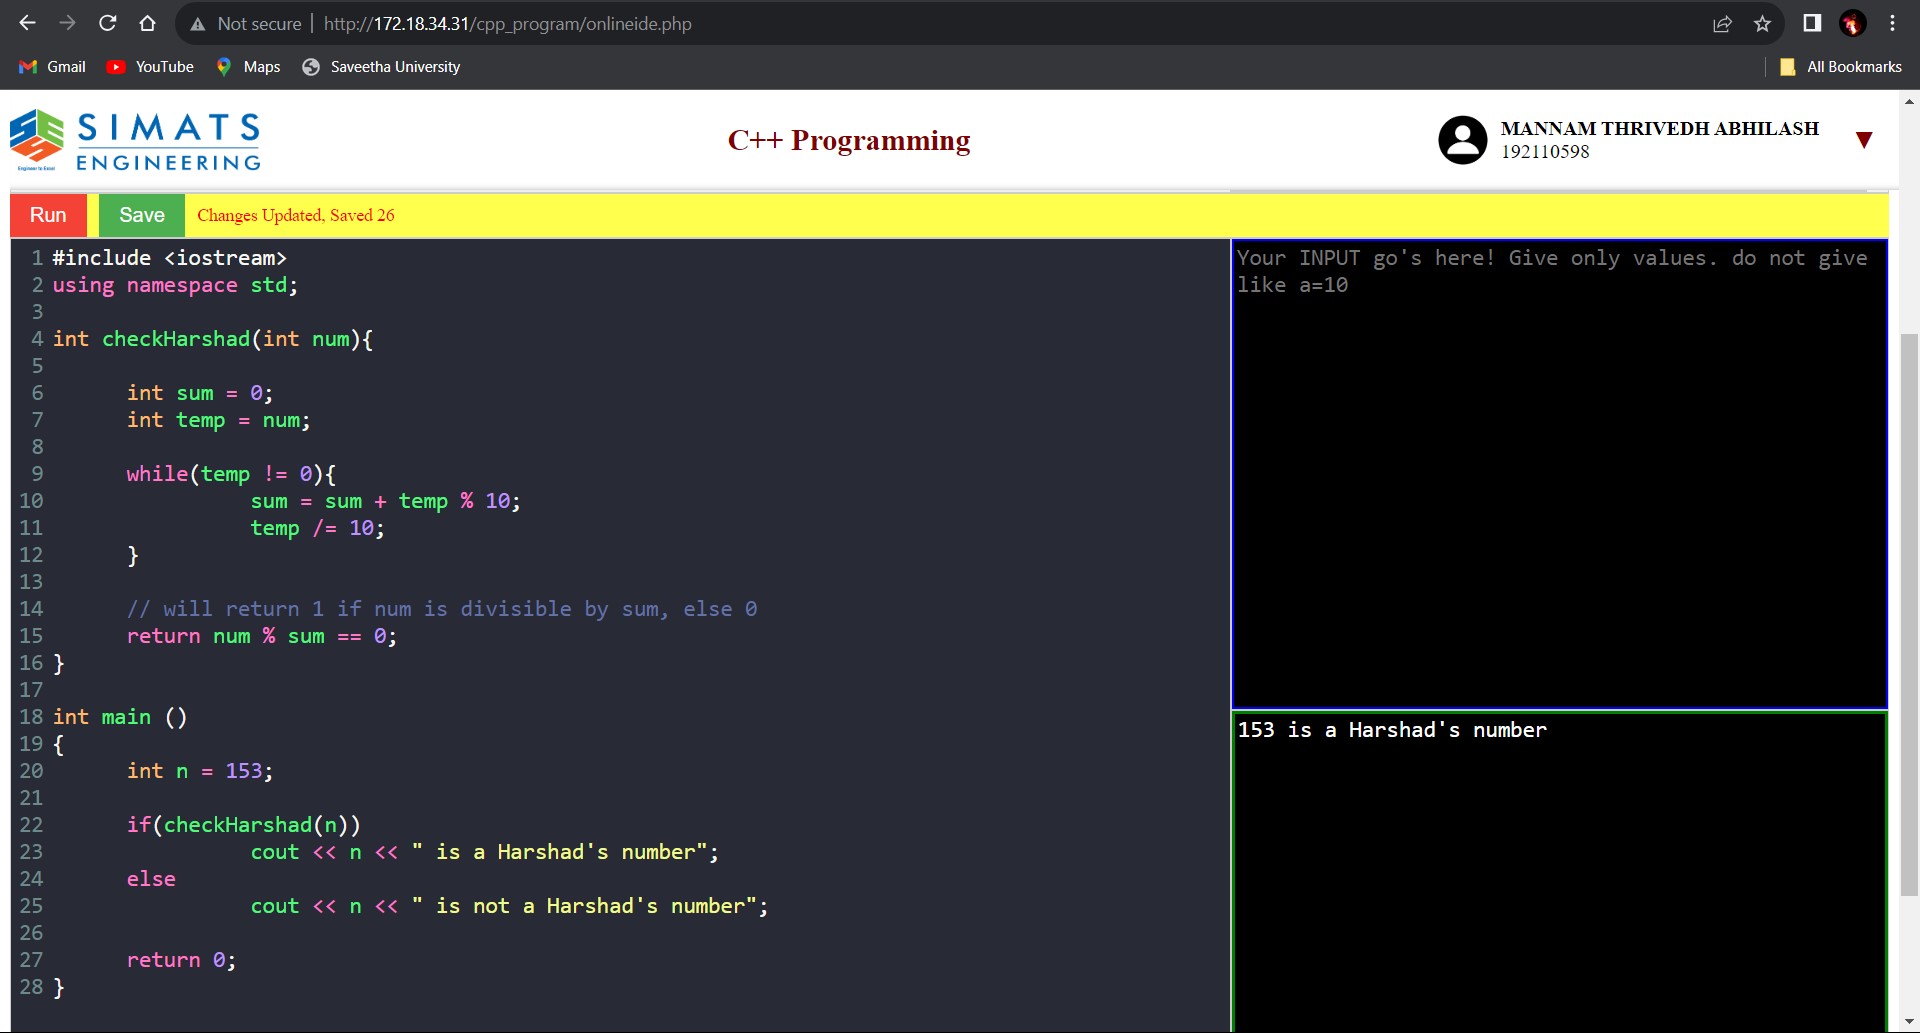 Not secure | http://172.18.34.31/cpp_program/onlineide.php
Gmail YouTube Maps Saveetha University All Bookmarks
SIMATS
ENGINEERING
Engineer to Excel
C++ Programming
MANNAM THRIVEDH ABHILASH
192110598
Run Save Changes Updated, Saved 26
1 #include <iostream>
2 using namespace std;
3
4 int checkHarshad(int num){
5
6 int sum = 0;
7 int temp = num;
8
9 while(temp != 0){
10 sum = sum + temp % 10;
11 temp /= 10;
12 }
13
14 // will return 1 if num is divisible by sum, else 0
15 return num % sum == 0;
16 }
17
18 int main ()
19 {
20 int n = 153;
21
22 if(checkHarshad(n))
23 cout << n << " is a Harshad's number";
24 else
25 cout << n << " is not a Harshad's number";
26
27 return 0;
28 }
Your INPUT go's here! Give only values. do not give
like a=10
153 is a Harshad's number